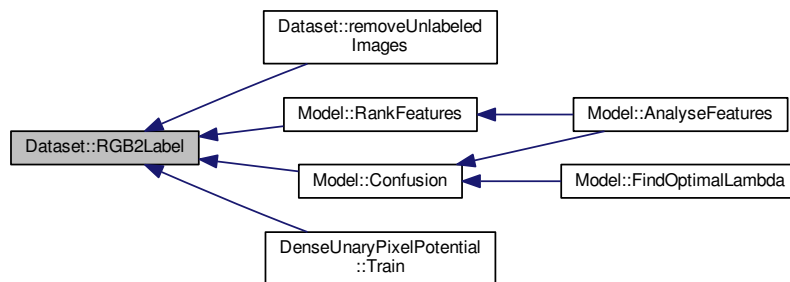 Dataset::removeUnlabeled
Images
Model::RankFeatures
Model::AnalyseFeatures
Dataset::RGB2Label
Model::Confusion
Model::FindOptimalLambda
DenseUnaryPixelPotential
::Train